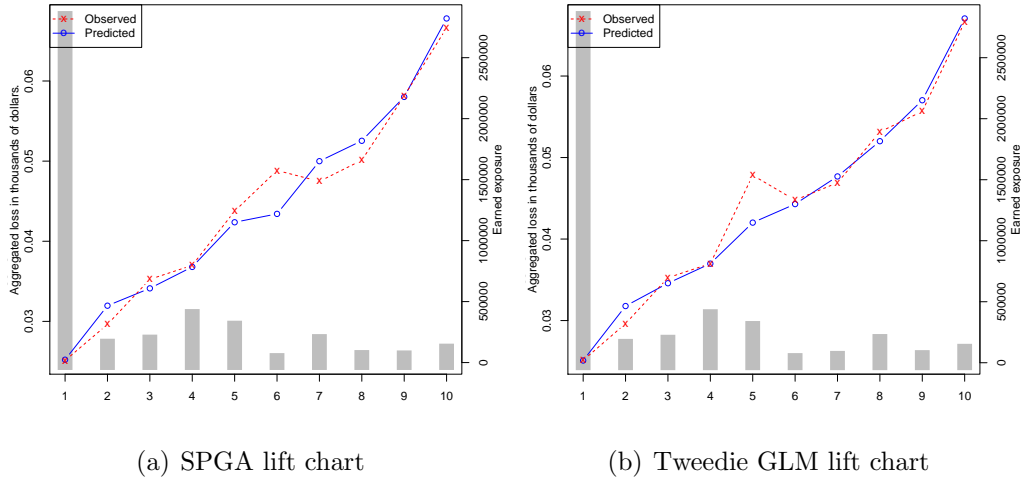 Observed
Predicted
Aggregated loss in thousands of dollars.
0.03
0.04
0.05
0.06
1 2 3 4 5 6 7 8 9 10
0
500000
1000000
1500000
2000000
2500000
Earned exposure
(a) SPGA lift chart
Observed
Predicted
Aggregated loss in thousands of dollars
0.03
0.04
0.05
0.06
1 2 3 4 5 6 7 8 9 10
0
500000
1000000
1500000
2000000
2500000
Earned exposure
(b) Tweedie GLM lift chart